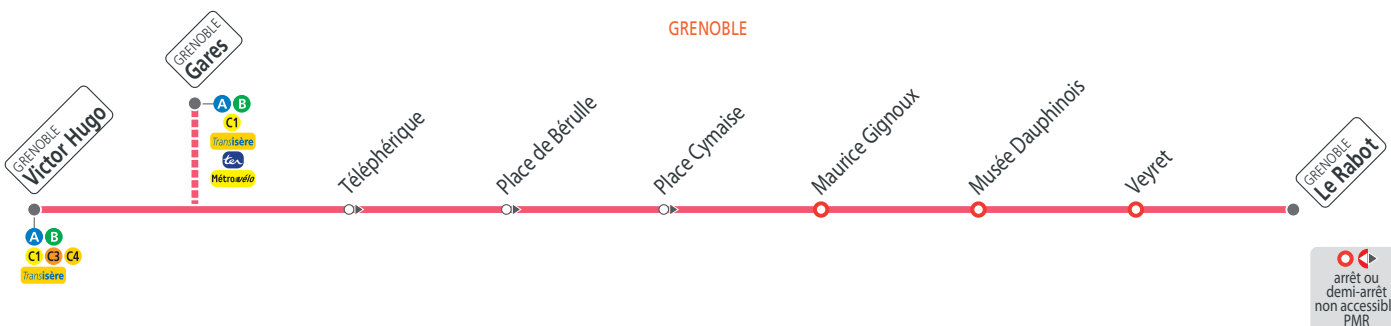 GRENOBLE
GRENOBLE
Victor Hugo
A B
C1 C3 C4
Transisère
GRENOBLE
Gares
A B
C1
Transisère
ter
Métrovélo
Téléphérique
Place de Bérulle
Place Cymaise
Maurice Gignoux
Musée Dauphinois
Veyret
GRENOBLE
Le Rabot
arrêt ou
demi-arrêt
non accessibl
PMR